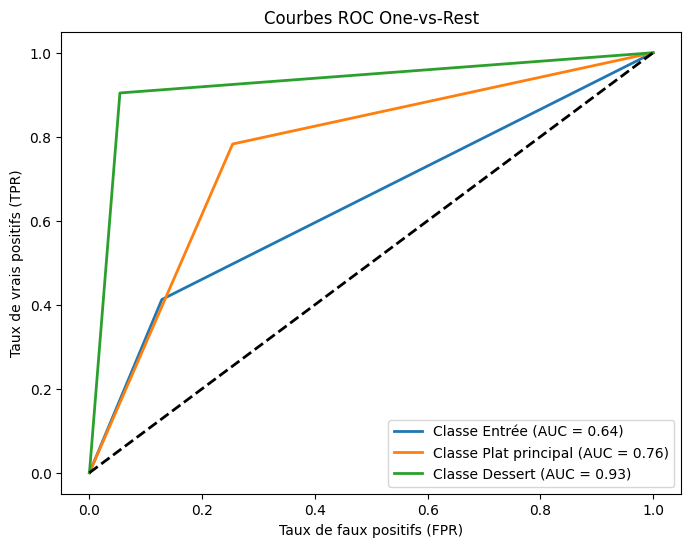 Courbes ROC One-vs-Rest
Taux de vrais positifs (TPR)
1.0
0.8
0.6
0.4
0.2
0.0
0.0 0.2 0.4 0.6 0.8 1.0
Taux de faux positifs (FPR)
Classe Entrée (AUC = 0.64)
Classe Plat principal (AUC = 0.76)
Classe Dessert (AUC = 0.93)